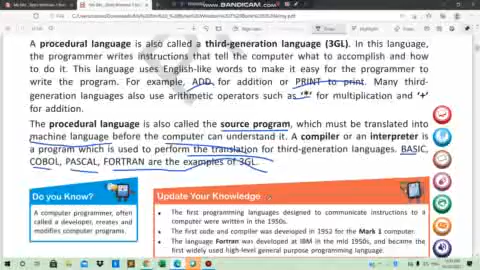 WWW.BANDICAM.COM
A procedural language is also called a third-generation language (3GL). In this language,
the programmer writes instructions that tell the computer what to accomplish and how
to do it. This language uses English-like words to make it easy for the programmer to
write the program. For example, ADD for addition or PRINT to print. Many third-
generation languages also use arithmetic operators such as '*' for multiplication and '+'
for addition.
The procedural language is also called the source program, which must be translated into
machine language before the computer can understand it. A compiler or an interpreter is
a program which is used to perform the translation for third-generation languages. BASIC,
COBOL, PASCAL, FORTRAN are the examples of 3GL.
Do you Know?
A computer programmer, often
called a developer, creates and
modifies computer programs.
Update Your Knowledge
• The first programming languages designed to communicate instructions to a
computer were written in the 1950s.
• The first code and compiler was developed in 1952 for the Mark 1 computer.
• The language Fortran was developed at IBM in the mid 1950s, and became the
first widely used high-level general purpose programming language.